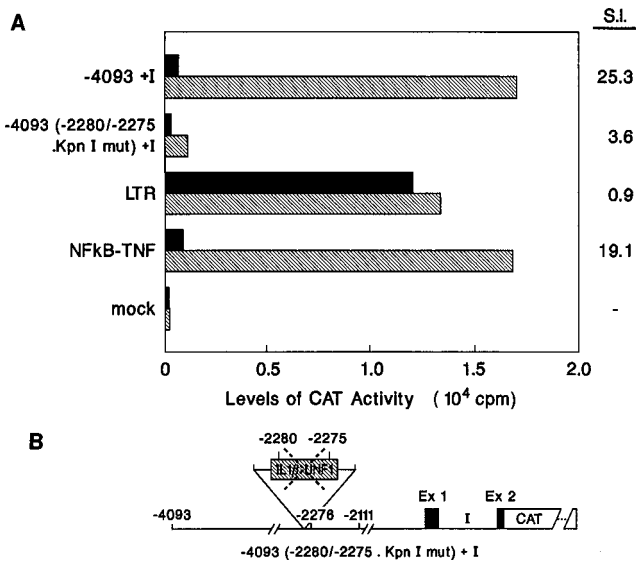 A
S.I.
-4093 +I
25.3
-4093 (-2280/-2275
.Kpn I mut) +I
3.6
LTR
0.9
NFkB-TNF
19.1
mock
-
0 0.5 1.0 1.5 2.0
Levels of CAT Activity (10⁴ cpm)
B
-2280 -2275
-4093 -2276 -2111 Ex 1 I Ex 2 CAT
-4093 (-2280/-2275 . Kpn I mut) + I